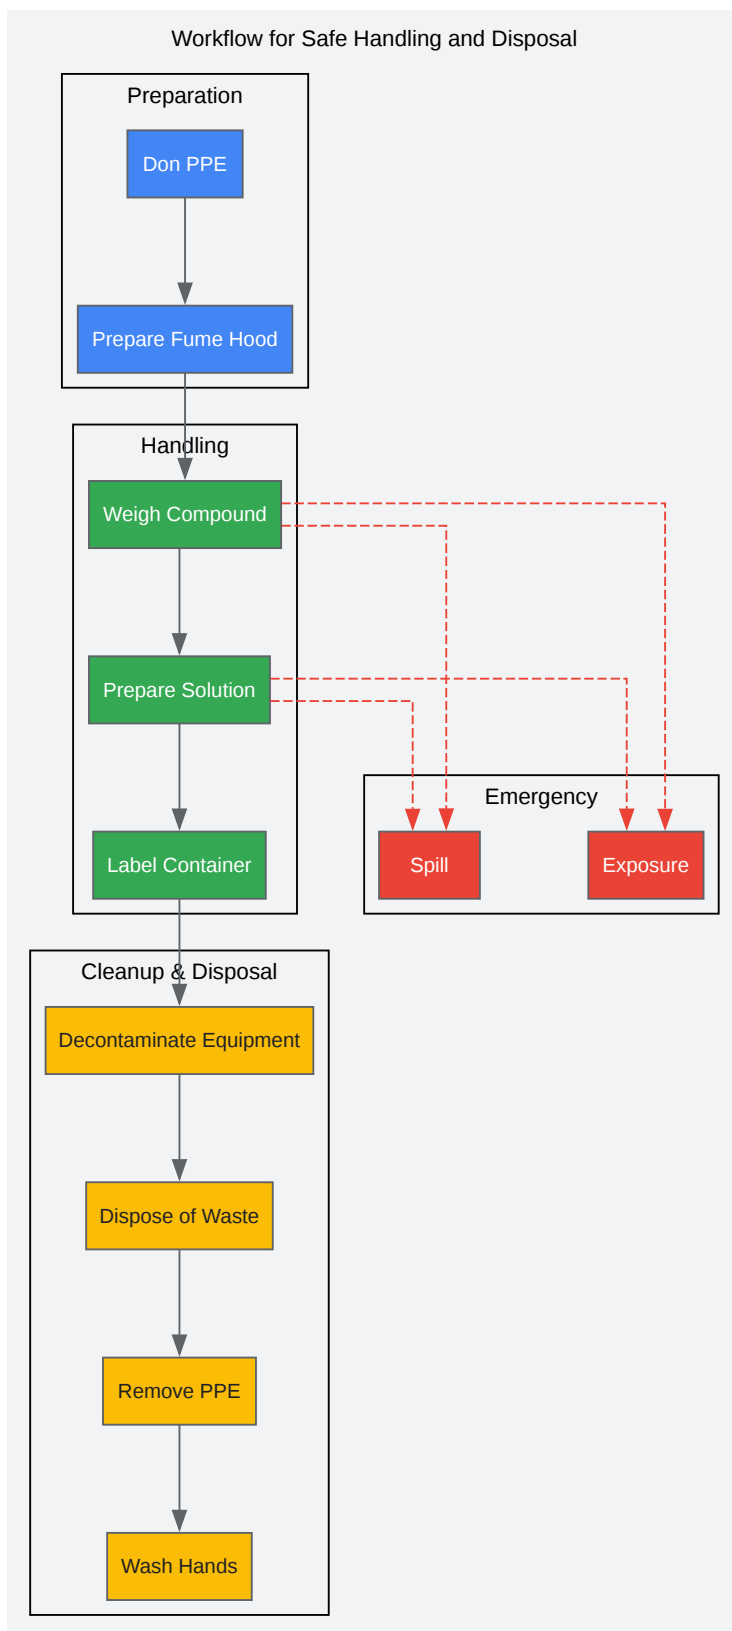 Workflow for Safe Handling and Disposal
Preparation
Don PPE
Prepare Fume Hood
Handling
Weigh Compound
Prepare Solution
Label Container
Emergency
Spill
Exposure
Cleanup & Disposal
Decontaminate Equipment
Dispose of Waste
Remove PPE
Wash Hands